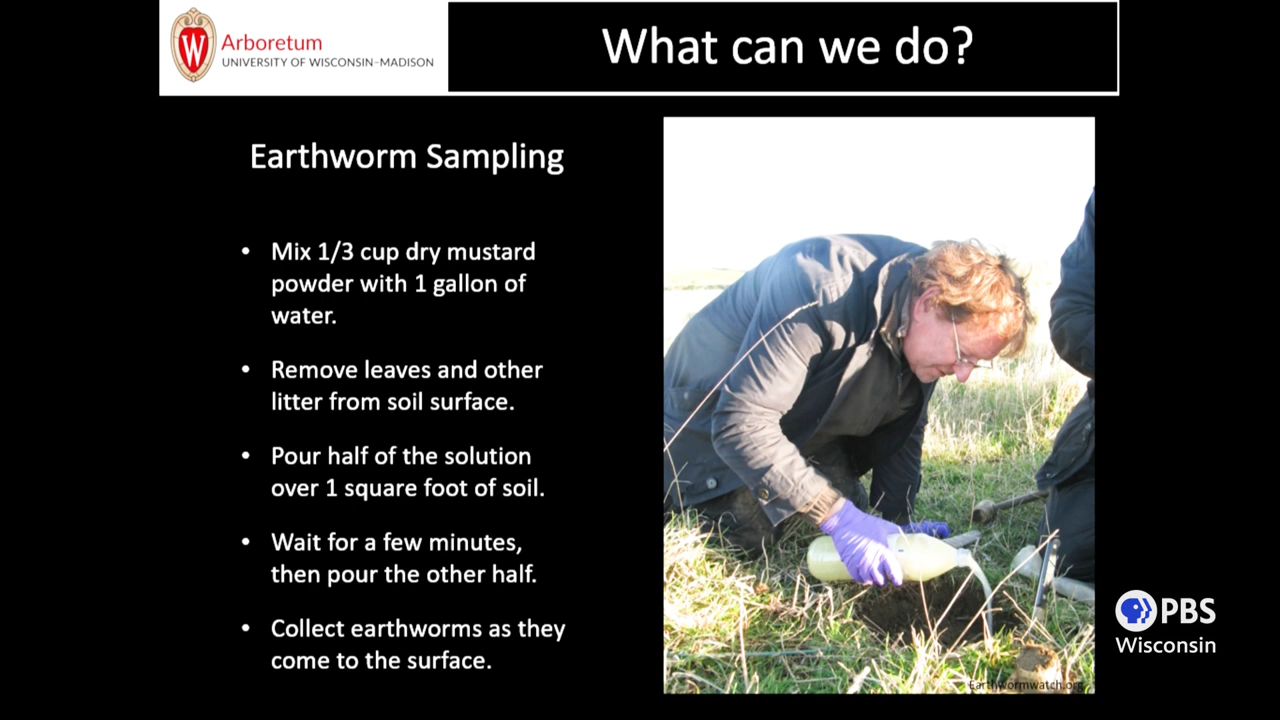 W
Arboretum
UNIVERSITY OF WISCONSIN–MADISON
What can we do?
Earthworm Sampling
• Mix 1/3 cup dry mustard
powder with 1 gallon of
water.
• Remove leaves and other
litter from soil surface.
• Pour half of the solution
over 1 square foot of soil.
• Wait for a few minutes,
then pour the other half.
• Collect earthworms as they
come to the surface.
Earthwormwatch.org
PBS
Wisconsin